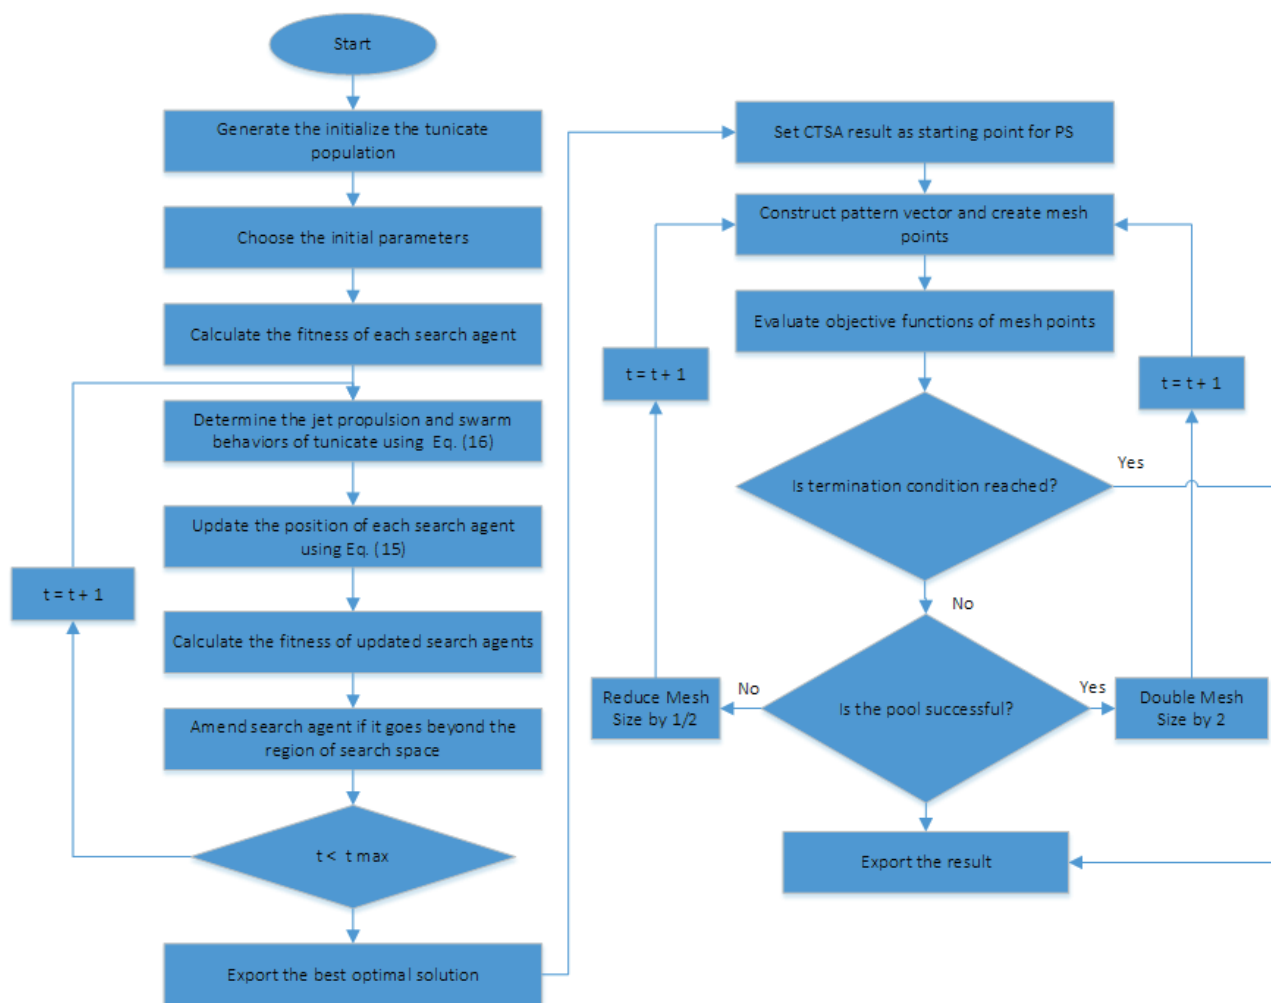 Start
Generate the initialize the tunicate
population
Choose the initial parameters
Calculate the fitness of each search agent
Determine the jet propulsion and swarm
behaviors of tunicate using Eq. (16)
Update the position of each search agent
using Eq. (15)
t = t + 1
Calculate the fitness of updated search agents
Amend search agent if it goes beyond the
region of search space
t < t max
Export the best optimal solution
Set CTSA result as starting point for PS
Construct pattern vector and create mesh
points
Evaluate objective functions of mesh points
t = t + 1
t = t + 1
Is termination condition reached?
Yes
No
Is the pool successful?
No
Yes
Reduce Mesh
Size by 1/2
Double Mesh
Size by 2
Export the result